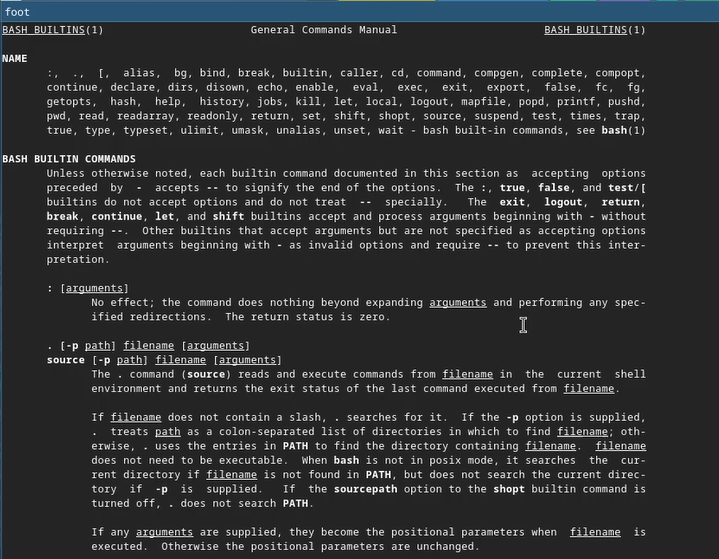 foot
BASH_BUILTINS(1) General Commands Manual BASH_BUILTINS(1)
NAME
:, ., [, alias, bg, bind, break, builtin, caller, cd, command, compgen, complete, compopt,
continue, declare, dirs, disown, echo, enable, eval, exec, exit, export, false, fc, fg,
getopts, hash, help, history, jobs, kill, let, local, logout, mapfile, popd, printf, pushd,
pwd, read, readarray, readonly, return, set, shift, shopt, source, suspend, test, times, trap,
true, type, typeset, ulimit, umask, unalias, unset, wait - bash built-in commands, see bash(1)
BASH BUILTIN COMMANDS
Unless otherwise noted, each builtin command documented in this section as accepting options
preceded by - accepts -- to signify the end of the options. The :, true, false, and test/[
builtins do not accept options and do not treat -- specially. The exit, logout, return,
break, continue, let, and shift builtins accept and process arguments beginning with - without
requiring --. Other builtins that accept arguments but are not specified as accepting options
interpret arguments beginning with - as invalid options and require -- to prevent this inter-
pretation.
: [arguments]
No effect; the command does nothing beyond expanding arguments and performing any spec-
ified redirections. The return status is zero.
. [-p path] filename [arguments]
source [-p path] filename [arguments]
The . command (source) reads and execute commands from filename in the current shell
environment and returns the exit status of the last command executed from filename.
If filename does not contain a slash, . searches for it. If the -p option is supplied,
. treats path as a colon-separated list of directories in which to find filename; oth-
erwise, . uses the entries in PATH to find the directory containing filename. filename
does not need to be executable. When bash is not in posix mode, it searches the cur-
rent directory if filename is not found in PATH, but does not search the current direc-
tory if -p is supplied. If the sourcepath option to the shopt builtin command is
turned off, . does not search PATH.
If any arguments are supplied, they become the positional parameters when filename is
executed. Otherwise the positional parameters are unchanged.